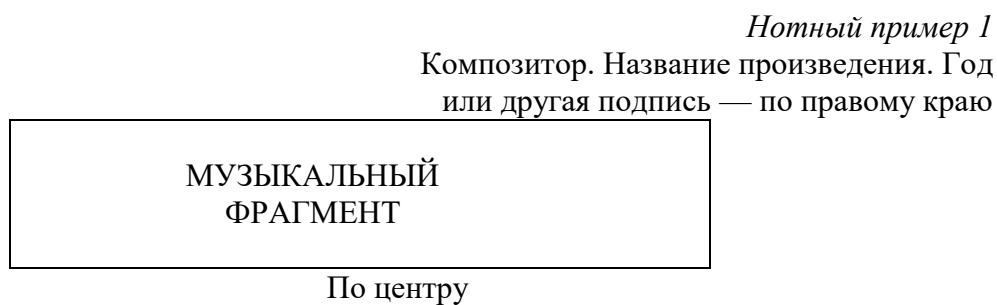 Нотный пример 1
Композитор. Название произведения. Год
или другая подпись — по правому краю
МУЗЫКАЛЬНЫЙ
ФРАГМЕНТ
По центру